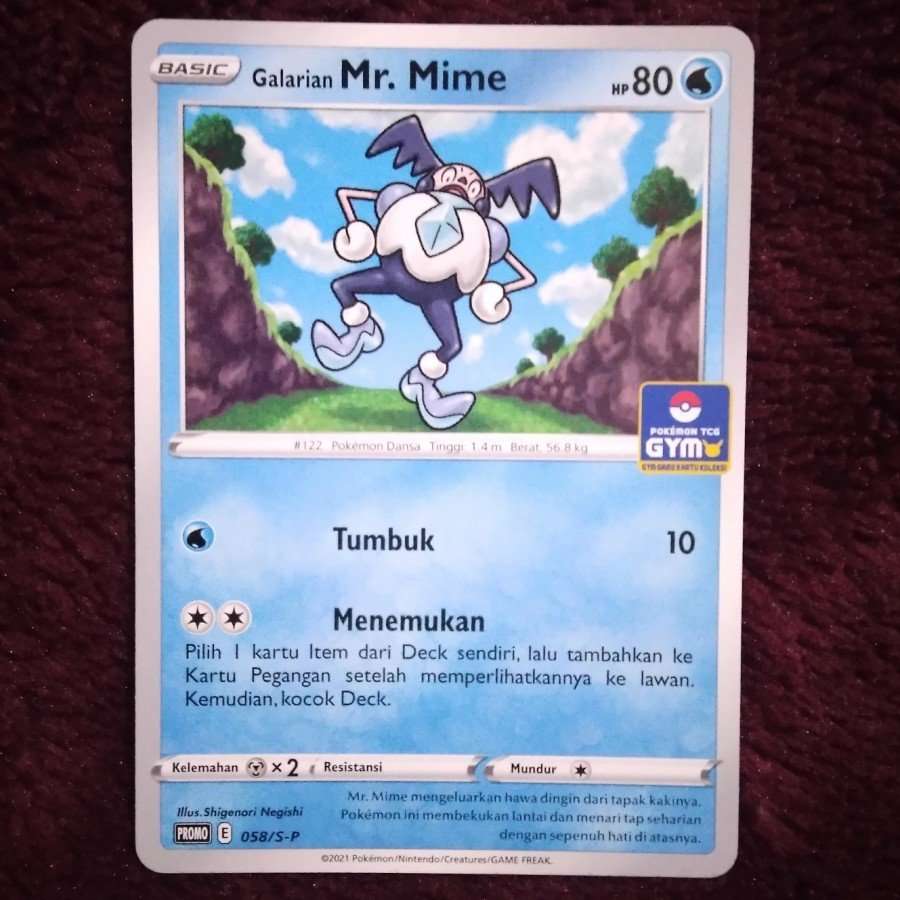 BASIC Galarian Mr. Mime HP 80
#122 Pokémon Dansa Tinggi: 1.4 m Berat: 56.8 kg
POKÉMON TCG
GYM
GYM GAME KARTU KOLEKSI
Tumbuk 10
Menemukan
Pilih 1 kartu Item dari Deck sendiri, lalu tambahkan ke
Kartu Pegangan setelah memperlihatkannya ke lawan.
Kemudian, kocok Deck.
Kelemahan ×2 Resistansi Mundur
Illus. Shigenori Negishi
PROMO E 058/S-P
Mr. Mime mengeluarkan hawa dingin dari tapak kakinya.
Pokémon ini membekukan lantai dan menari tap seharian
dengan sepenuh hati di atasnya.
©2021 Pokémon/Nintendo/Creatures/GAME FREAK.